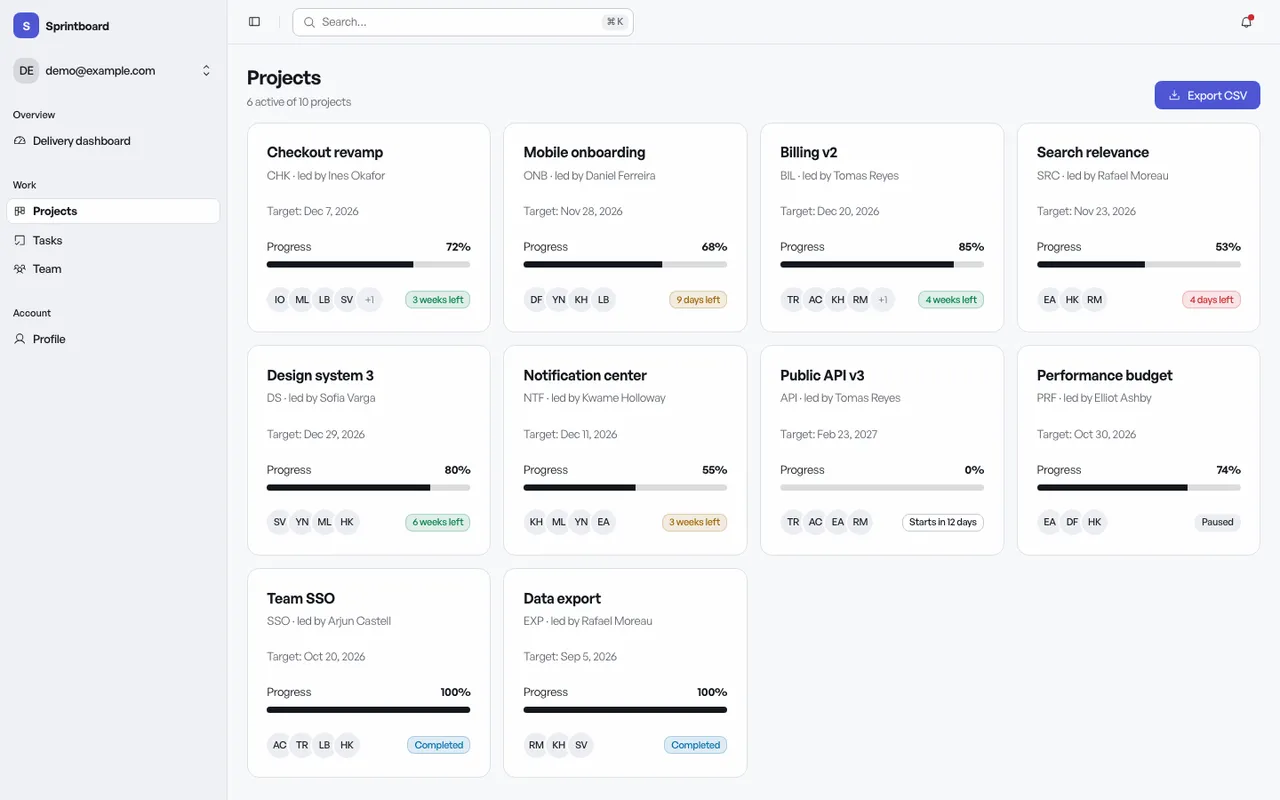 S Sprintboard
Search...
⌘ K
DE demo@example.com
Overview
Delivery dashboard
Work
Projects
Tasks
Team
Account
Profile
Projects
6 active of 10 projects
Export CSV
Checkout revamp
CHK · led by Ines Okafor
Target: Dec 7, 2026
Progress 72%
IO ML LB SV +1 3 weeks left
Mobile onboarding
ONB · led by Daniel Ferreira
Target: Nov 28, 2026
Progress 68%
DF YN KH LB 9 days left
Billing v2
BIL · led by Tomas Reyes
Target: Dec 20, 2026
Progress 85%
TR AC KH RM +1 4 weeks left
Search relevance
SRC · led by Rafael Moreau
Target: Nov 23, 2026
Progress 53%
EA HK RM 4 days left
Design system 3
DS · led by Sofia Varga
Target: Dec 29, 2026
Progress 80%
SV YN ML HK 6 weeks left
Notification center
NTF · led by Kwame Holloway
Target: Dec 11, 2026
Progress 55%
KH ML YN EA 3 weeks left
Public API v3
API · led by Tomas Reyes
Target: Feb 23, 2027
Progress 0%
TR AC EA RM Starts in 12 days
Performance budget
PRF · led by Elliot Ashby
Target: Oct 30, 2026
Progress 74%
EA DF HK Paused
Team SSO
SSO · led by Arjun Castell
Target: Oct 20, 2026
Progress 100%
AC TR LB HK Completed
Data export
EXP · led by Rafael Moreau
Target: Sep 5, 2026
Progress 100%
RM KH SV Completed